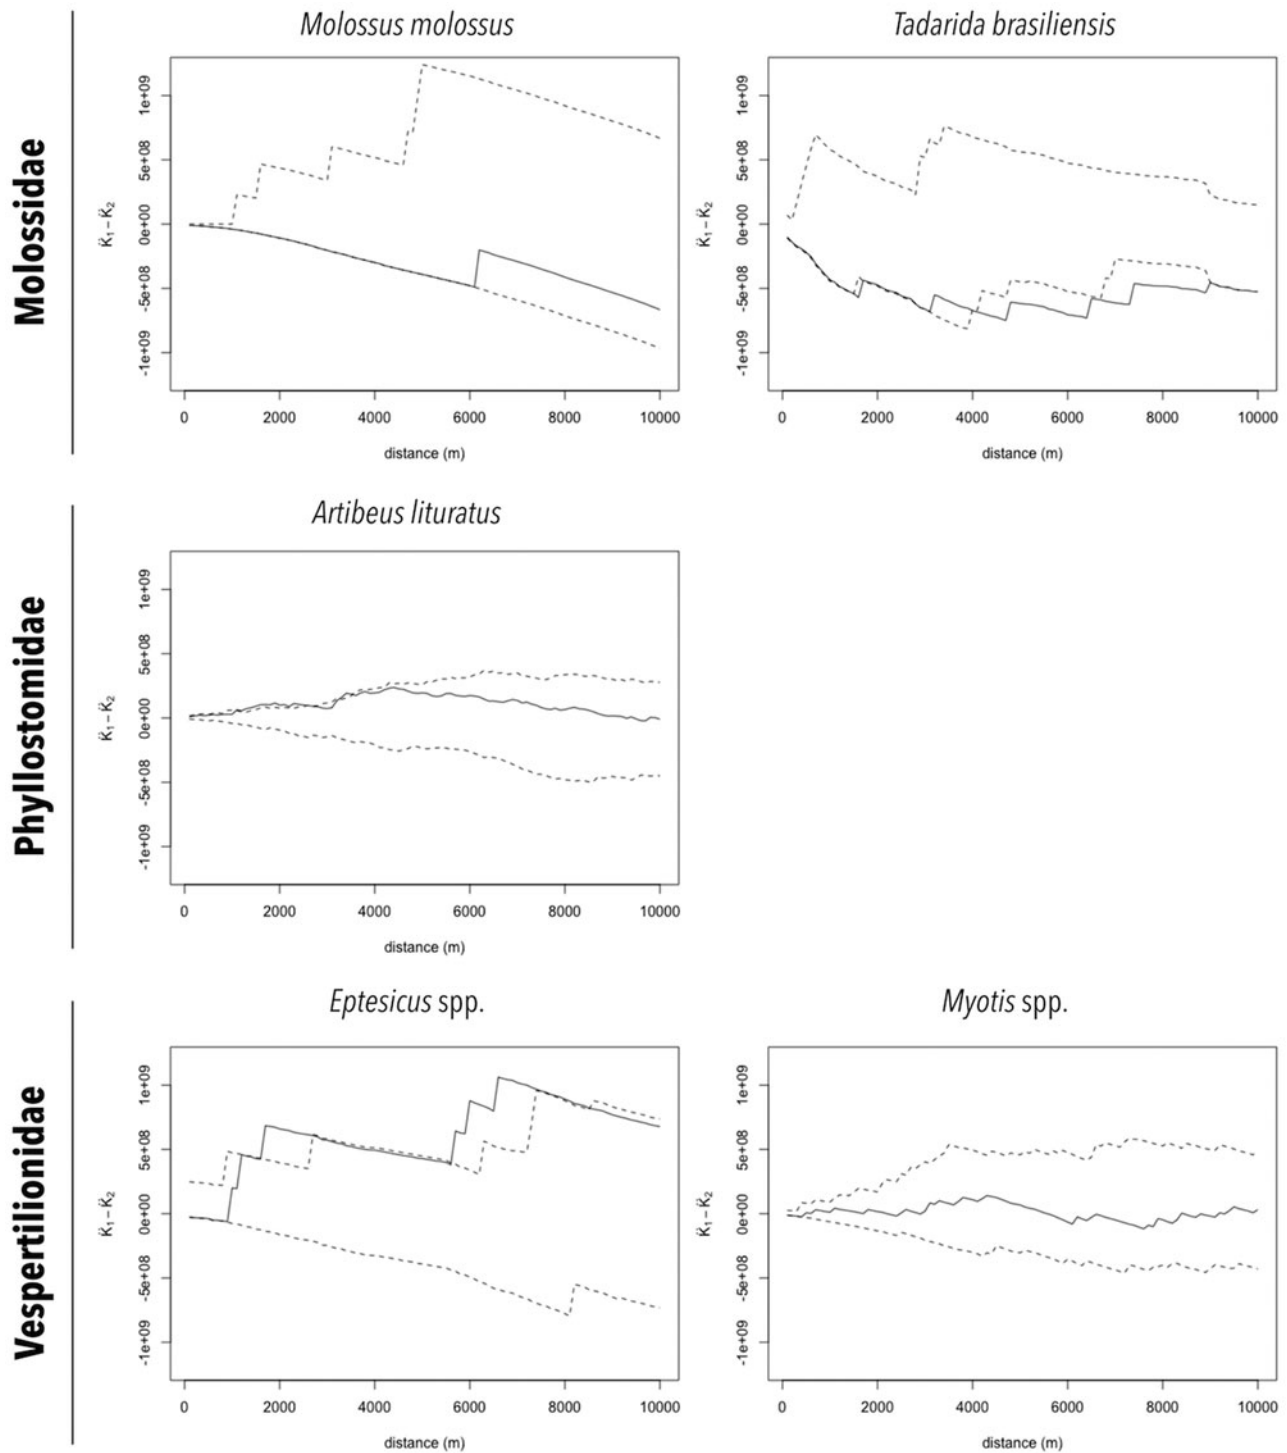 Molossidae
Molossus molossus
K̂₁ – K̂₂
1e+09
5e+08
0e+00
-5e+08
-1e+09
0 2000 4000 6000 8000 10000
distance (m)
Tadarida brasiliensis
K̂₁ – K̂₂
1e+09
5e+08
0e+00
-5e+08
-1e+09
0 2000 4000 6000 8000 10000
distance (m)
Phyllostomidae
Artibeus lituratus
K̂₁ – K̂₂
1e+09
5e+08
0e+00
-5e+08
-1e+09
0 2000 4000 6000 8000 10000
distance (m)
Vespertilionidae
Eptesicus spp.
K̂₁ – K̂₂
1e+09
5e+08
0e+00
-5e+08
-1e+09
0 2000 4000 6000 8000 10000
distance (m)
Myotis spp.
K̂₁ – K̂₂
1e+09
5e+08
0e+00
-5e+08
-1e+09
0 2000 4000 6000 8000 10000
distance (m)